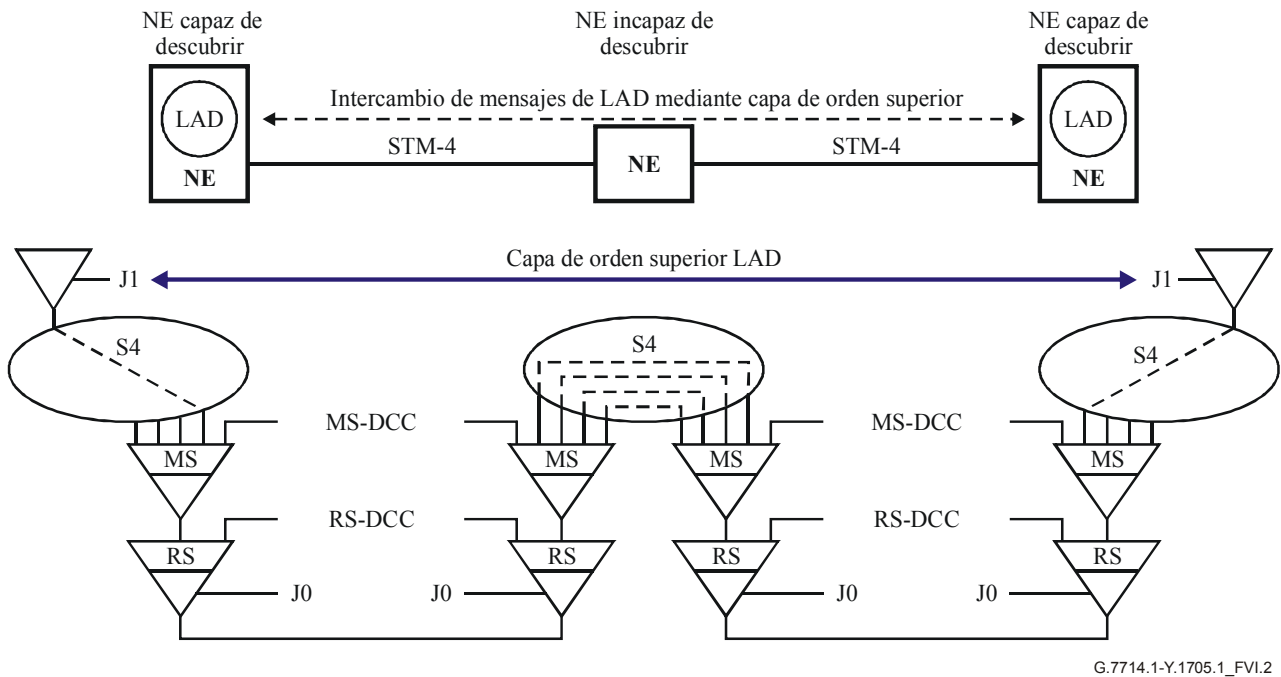 NE capaz de
descubrir
NE incapaz de
descubrir
NE capaz de
descubrir
Intercambio de mensajes de LAD mediante capa de orden superior
LAD
LAD
STM-4
STM-4
NE
NE
NE
Capa de orden superior LAD
J1
J1
S4
S4
S4
MS-DCC
MS-DCC
MS
MS
MS
MS
RS-DCC
RS-DCC
RS
RS
RS
RS
J0
J0
J0
J0
G.7714.1-Y.1705.1_FVI.2